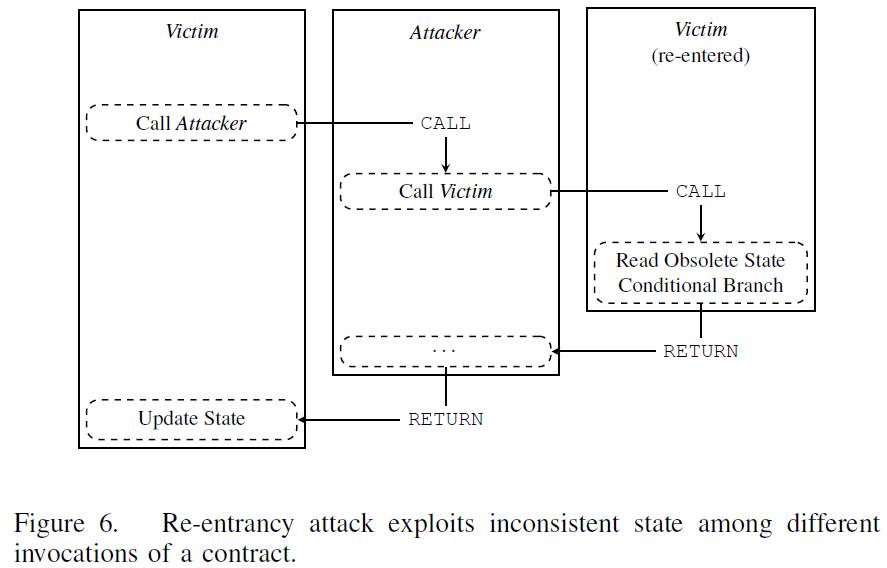 Victim
Attacker
Victim
(re-entered)
Call Attacker
CALL
Call Victim
CALL
Read Obsolete State
Conditional Branch
RETURN
...
RETURN
Update State
Figure 6. Re-entrancy attack exploits inconsistent state among different
invocations of a contract.